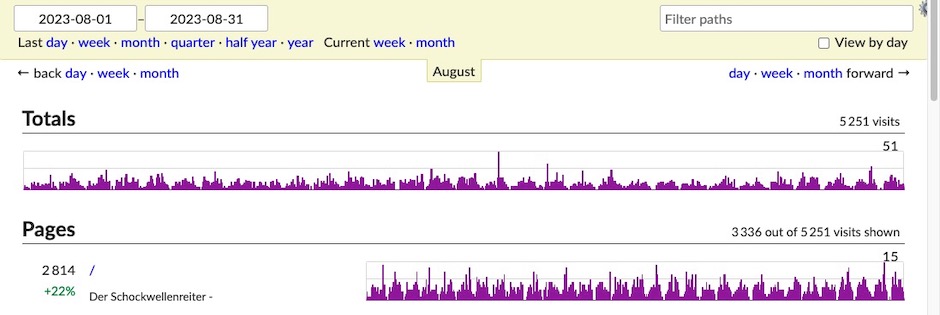 2023-08-01 – 2023-08-31 Filter paths
Last day · week · month · quarter · half year · year Current week · month View by day
← back day · week · month August day · week · month forward →
Totals 5 251 visits
51
Pages 3 336 out of 5 251 visits shown
15
2 814 /
+22% Der Schockwellenreiter -